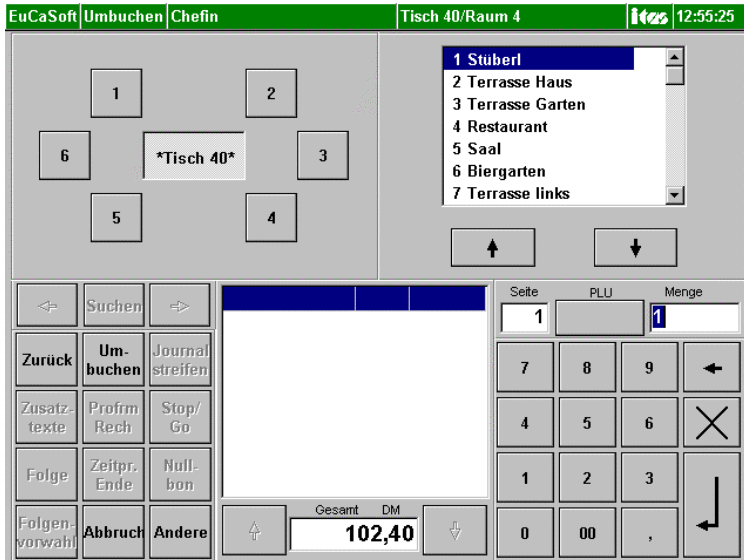 EuCaSoft Umbuchen Chefin Tisch 40/Raum 4 ites 12:55:25
1 2
6 *Tisch 40* 3
5 4
1 Stüberl
2 Terrasse Haus
3 Terrasse Garten
4 Restaurant
5 Saal
6 Biergarten
7 Terrasse links
Suchen
Zurück
Um-
buchen
Journal
streifen
Zusatz-
texte
Profrm
Rech
Stop/
Go
Folge
Zeitpr.
Ende
Null-
bon
Folgen-
vorwahl
Abbruch
Andere
Gesamt DM
102,40
Seite PLU Menge
1 1
7 8 9
4 5 6
1 2 3
0 00 ,